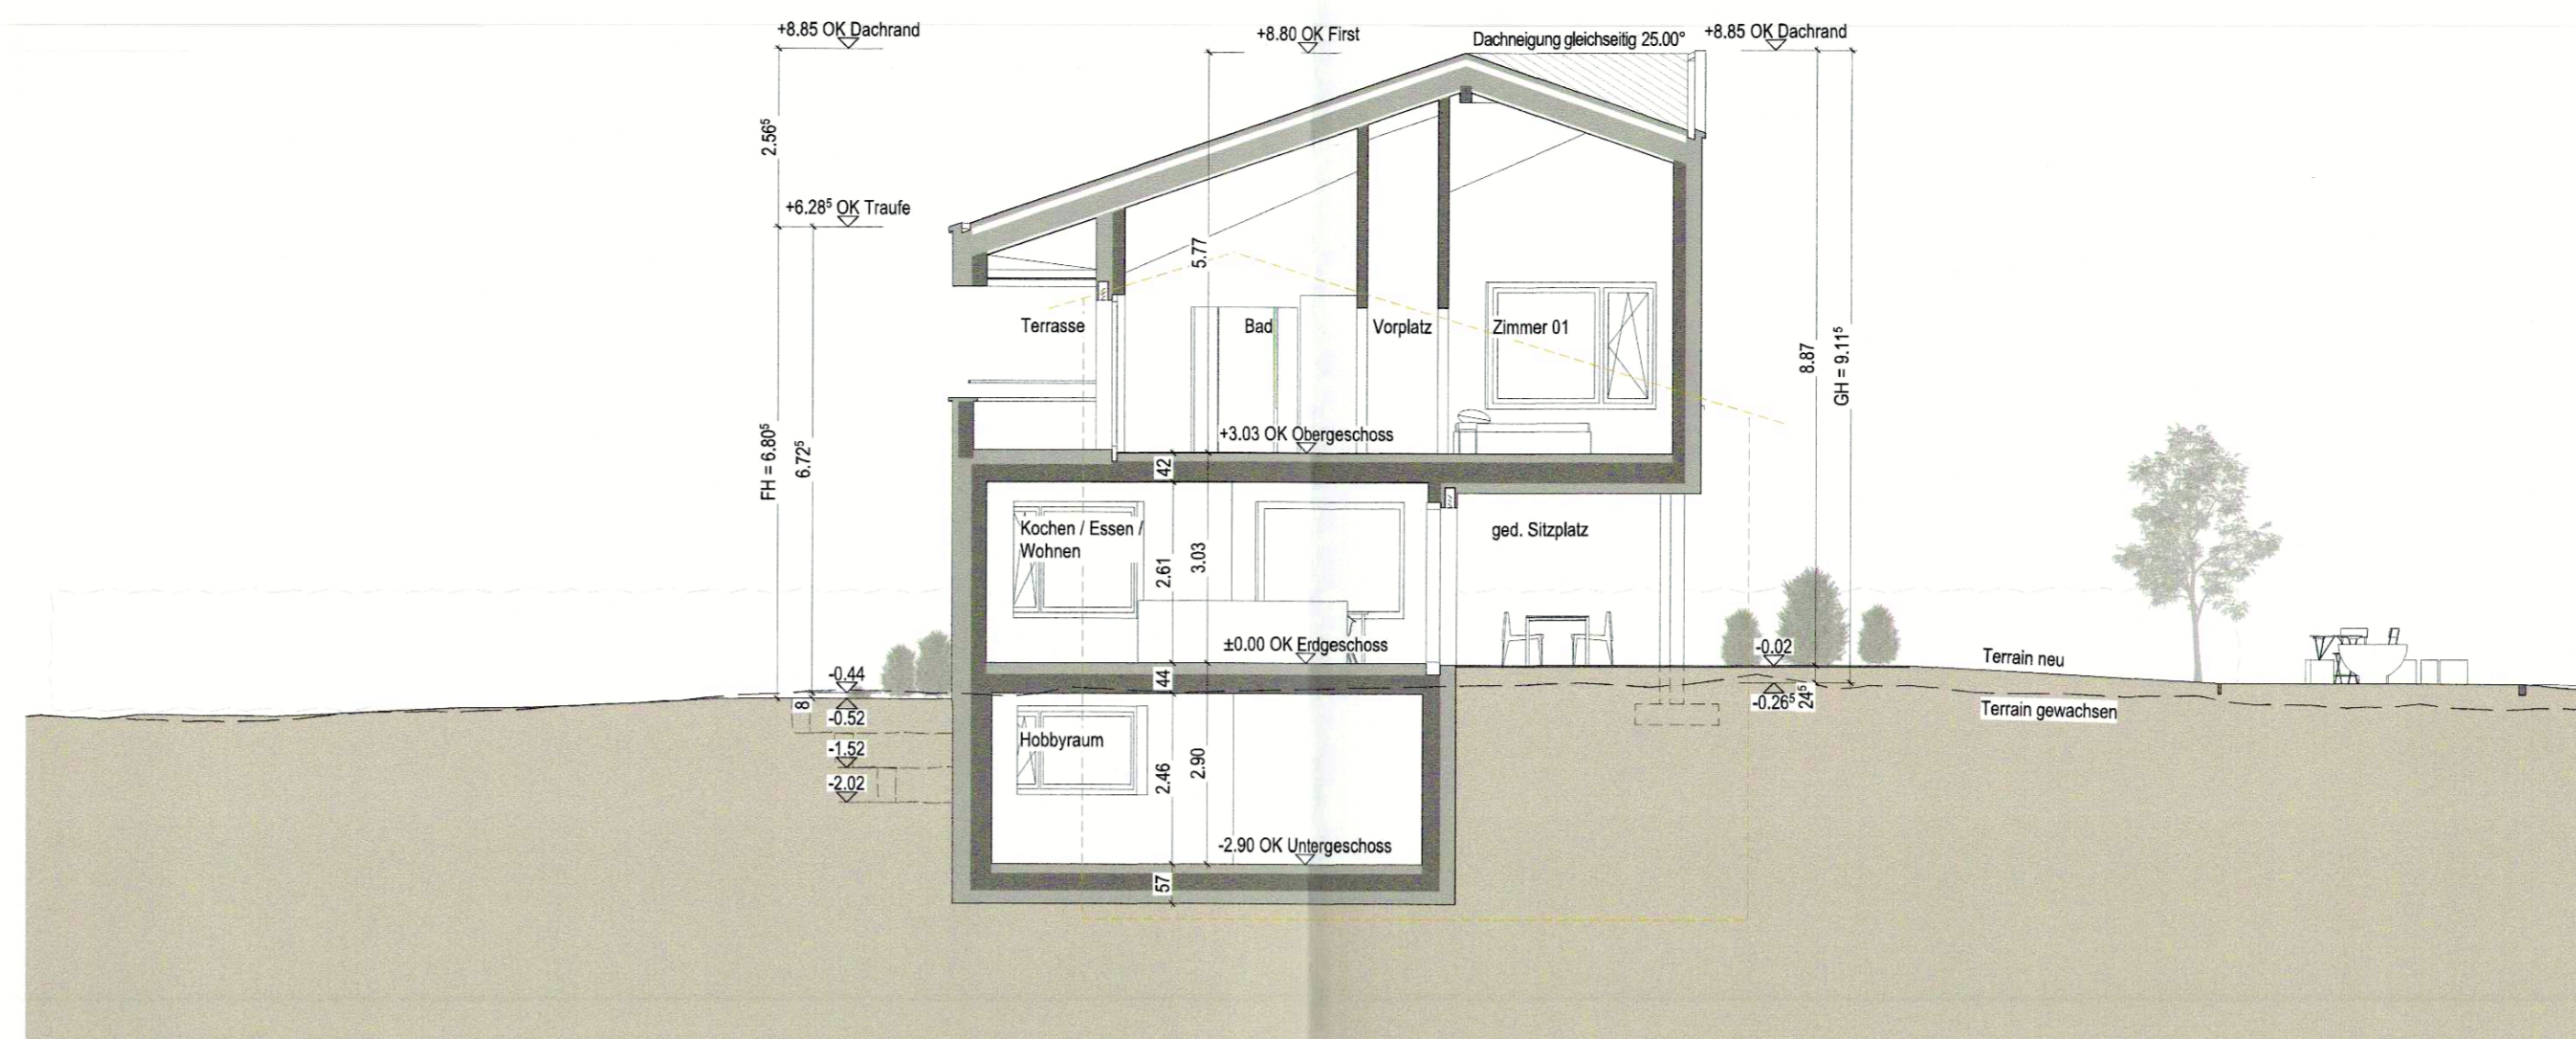 +8.85 OK Dachrand
+8.80 OK First
Dachneigung gleichseitig 25.00°
+8.85 OK Dachrand
2.56⁵
+6.28⁵ OK Traufe
5.77
Terrasse
Bad
Vorplatz
Zimmer 01
8.87
GH = 9.11⁵
FH = 6.80⁵
6.72⁵
+3.03 OK Obergeschoss
42
Kochen / Essen /
Wohnen
2.61
3.03
ged. Sitzplatz
±0.00 OK Erdgeschoss
-0.02
Terrain neu
-0.44
44
8
-0.52
-0.26⁵
24⁵
Terrain gewachsen
-1.52
-2.02
Hobbyraum
2.46
2.90
-2.90 OK Untergeschoss
57